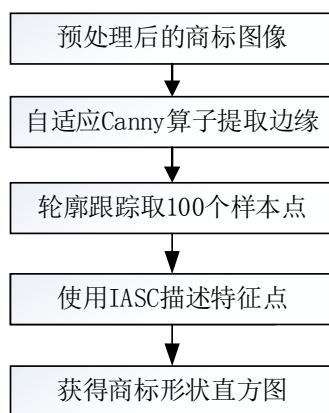 预处理后的商标图像
自适应Canny算子提取边缘
轮廓跟踪取100个样本点
使用IASC描述特征点
获得商标形状直方图